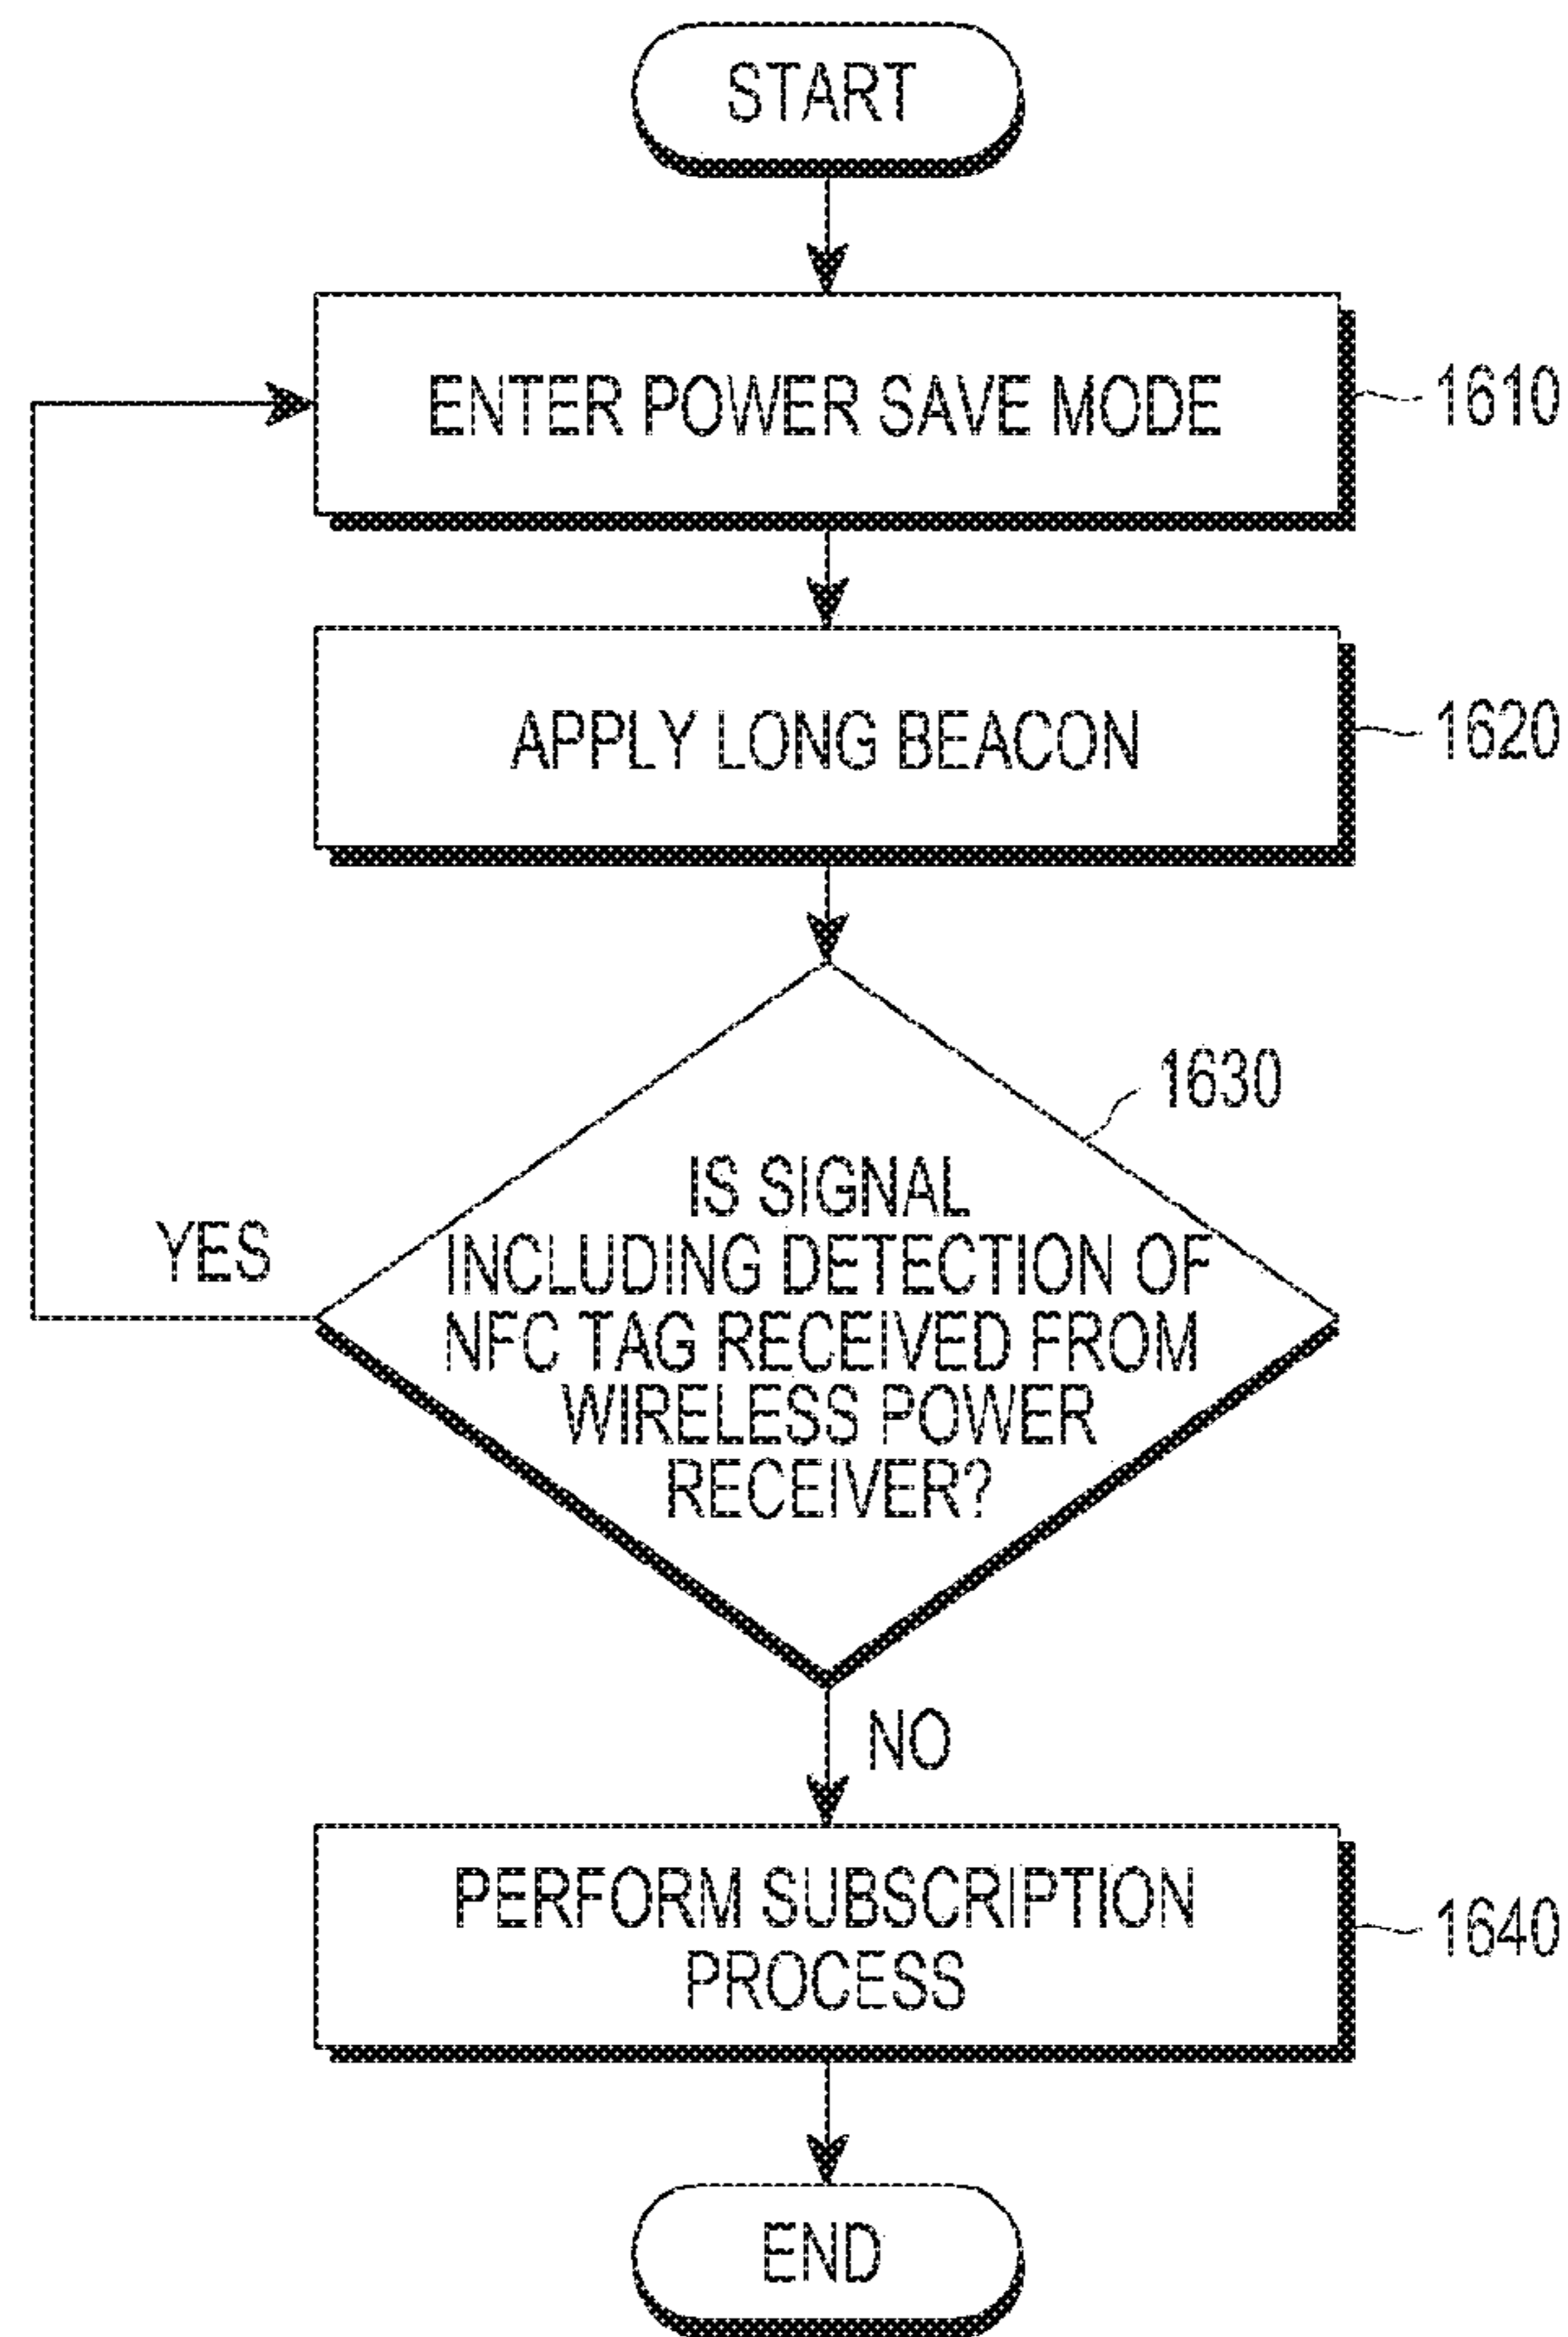 START
ENTER POWER SAVE MODE
1610
APPLY LONG BEACON
1620
1630
IS SIGNAL
INCLUDING DETECTION OF
NFC TAG RECEIVED FROM
WIRELESS POWER
RECEIVER?
YES
NO
PERFORM SUBSCRIPTION
PROCESS
1640
END